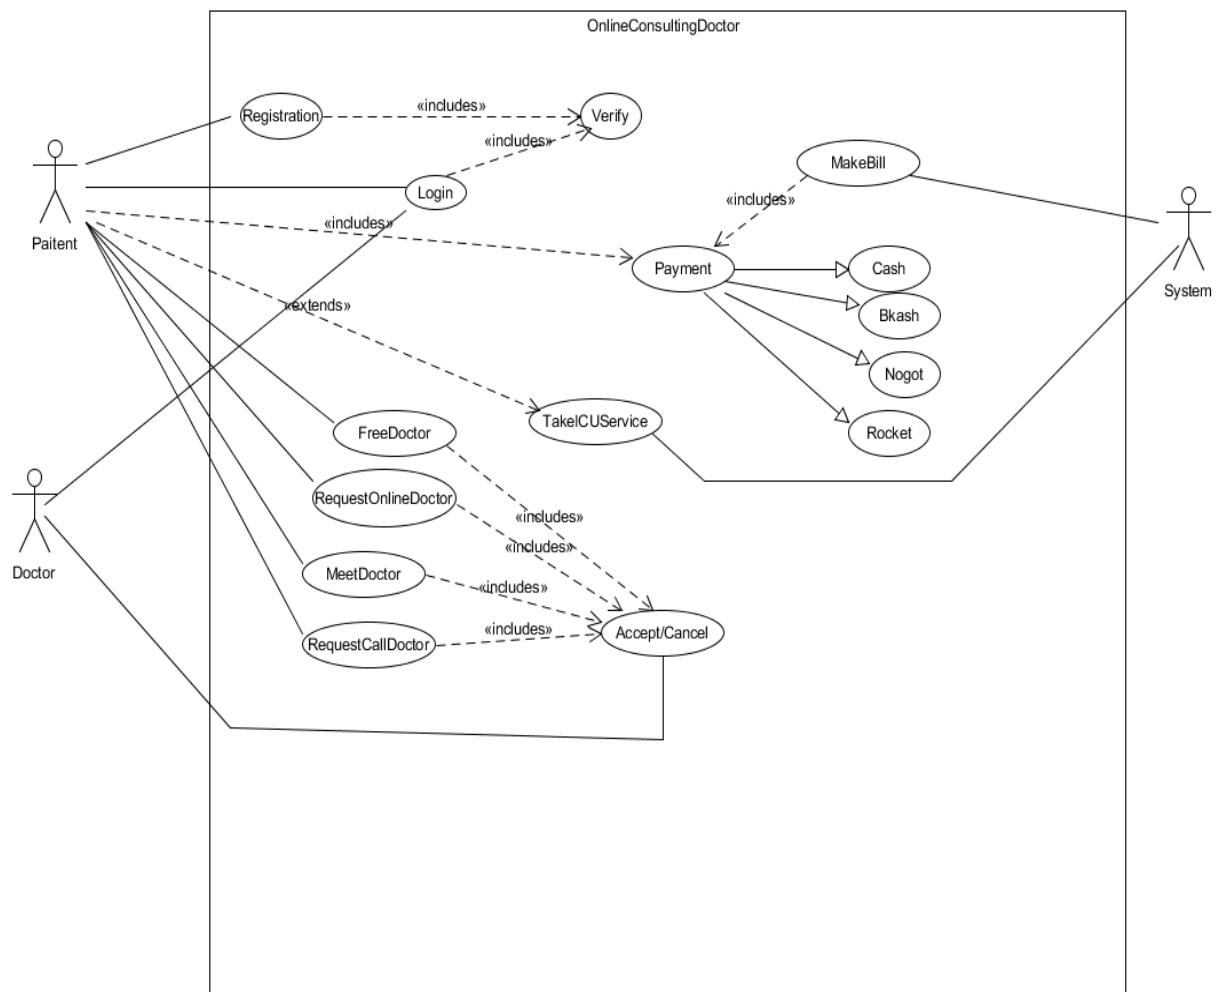 OnlineConsultingDoctor
Registration
«includes»
Verify
«includes»
MakeBill
Login
«includes»
«includes»
Paitent
Payment
Cash
System
«extends»
Bkash
Nogot
TakeICUService
FreeDoctor
Rocket
RequestOnlineDoctor
«includes»
«includes»
Doctor
MeetDoctor
«includes»
«includes»
RequestCallDoctor
Accept/Cancel